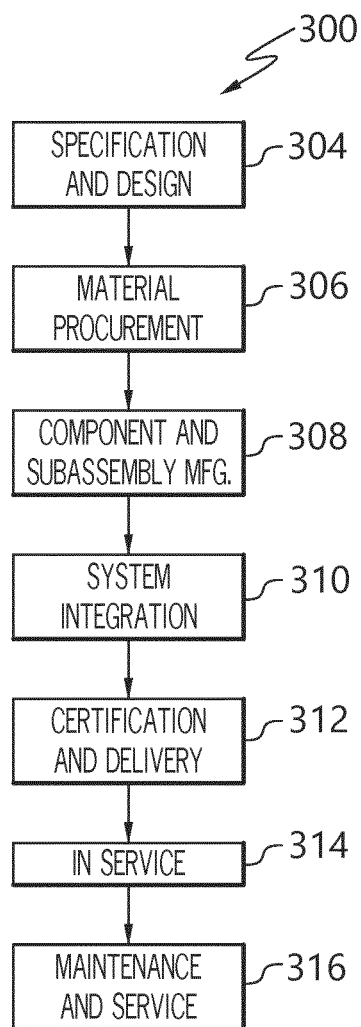 300
SPECIFICATION
AND DESIGN
304
MATERIAL
PROCUREMENT
306
COMPONENT AND
SUBASSEMBLY MFG.
308
SYSTEM
INTEGRATION
310
CERTIFICATION
AND DELIVERY
312
IN SERVICE
314
MAINTENANCE
AND SERVICE
316